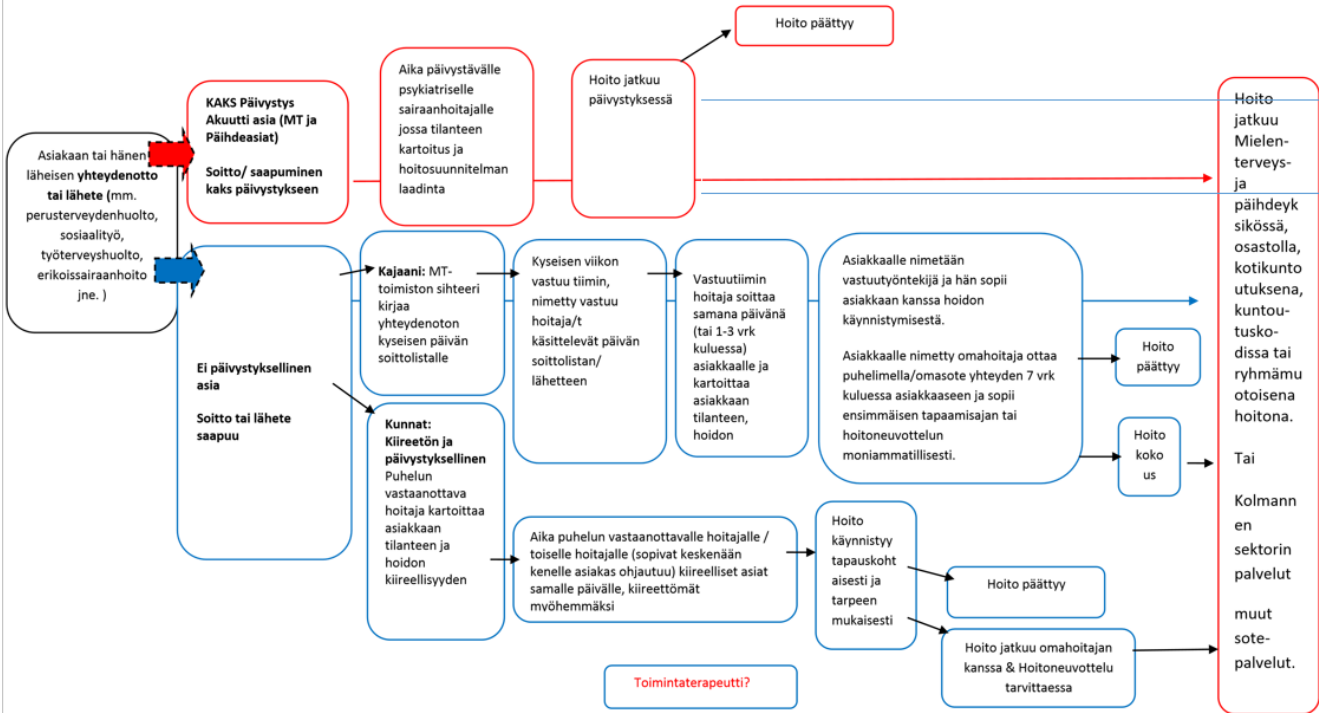 Asiakaan tai hänen
läheisen yhteydenotto
tai lähete (mm.
perusterveydenhuolto,
sosiaalityö,
työterveyshuolto,
erikoissairaanhoito
jne. )
KAKS Päivystys
Akuutti asia (MT ja
Päihdeasiat)
Soitto/ saapuminen
kaks päivystykseen
Aika päivystävälle
psykiatriselle
sairaanhoitajalle
jossa tilanteen
kartoitus ja
hoitosuunnitelman
laadinta
Hoito jatkuu
päivystyksessä
Hoito päättyy
Ei päivystyksellinen
asia
Soitto tai lähete
saapuu
Kajaani: MT-
toimiston sihteeri
kirjaa
yhteydenoton
kyseisen päivän
soittolistalle
Kyseisen viikon
vastuu tiimin,
nimetty vastuu
hoitaja/t
käsittelevät päivän
soittolistan/
lähetteen
Vastuutiimin
hoitaja soittaa
samana päivänä
(tai 1-3 vrk
kuluessa)
asiakkaalle ja
kartoittaa
asiakkaan
tilanteen,
hoidon
Asiakkaalle nimetään
vastuutyöntekijä ja hän sopii
asiakkaan kanssa hoidon
käynnistymisestä.
Asiakkaalle nimetty omahoitaja ottaa
puhelimella/omasote yhteyden 7 vrk
kuluessa asiakkaaseen ja sopii
ensimmäisen tapaamisajan tai
hoitoneuvottelun
moniammatillisesti.
Hoito
päättyy
Hoito
koko
us
Kunnat:
Kiireetön ja
päivystyksellinen
Puhelun
vastaanottava
hoitaja kartoittaa
asiakkaan
tilanteen ja
hoidon
kiireellisyyden
Aika puhelun vastaanottavalle hoitajalle /
toiselle hoitajalle (sopivat keskenään
kenelle asiakas ohjautuu) kiireelliset asiat
samalle päivälle, kiireettömät
myöhemmäksi
Hoito
käynnistyy
tapauskoht
aisesti ja
tarpeen
mukaisesti
Hoito päättyy
Hoito jatkuu omahoitajan
kanssa & Hoitoneuvottelu
tarvittaessa
Toimintaterapeutti?
Hoito
jatkuu
Mielen-
terveys-
ja
päihdeyk
sikössä,
osastolla,
kotikunto
utuksena,
kuntou-
tusko-
dissa tai
ryhmämu
otoisena
hoitona.
Tai
Kolmann
en
sektorin
palvelut
muut
sote-
palvelut.